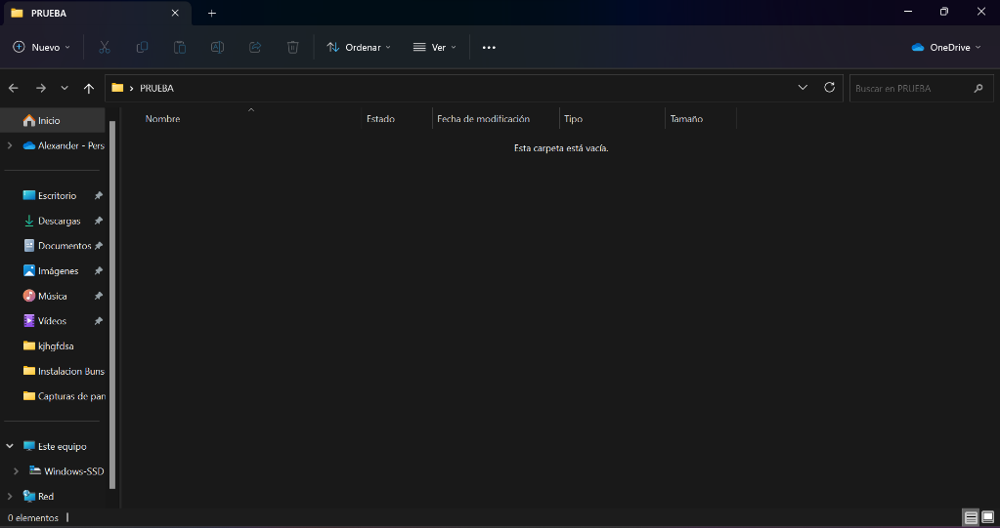 PRUEBA
Nuevo
Ordenar
Ver
OneDrive
PRUEBA
Buscar en PRUEBA
Inicio
Alexander - Pers
Escritorio
Descargas
Documentos
Imágenes
Música
Vídeos
kjhgfdsa
Instalacion Buns
Capturas de pan
Este equipo
Windows-SSD
Red
Nombre Estado Fecha de modificación Tipo Tamaño
Esta carpeta está vacía.
0 elementos